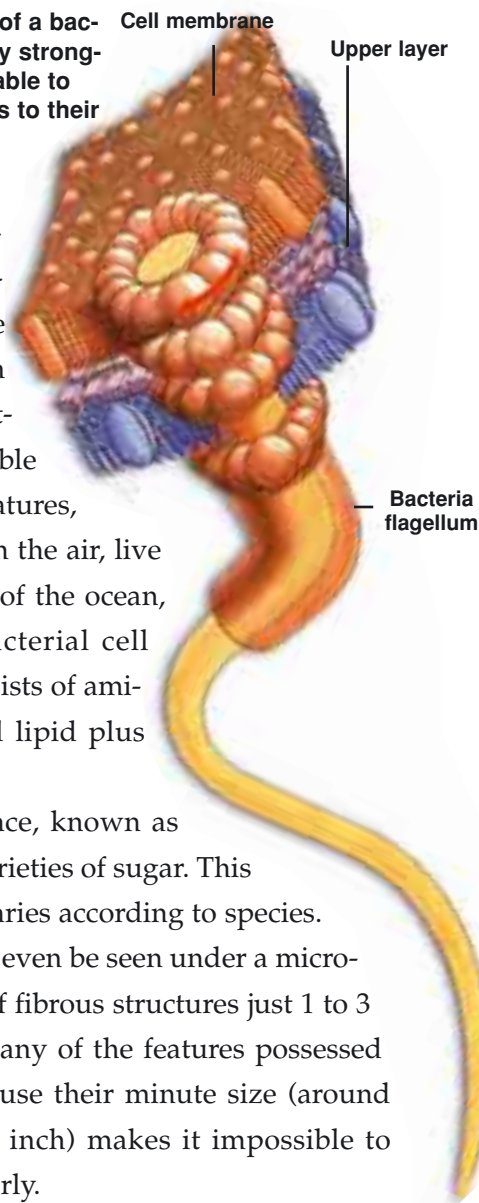 of a bac-
y strong-
able to
s to their
Cell membrane
Upper layer
e
n
t-
ble
atures,
n the air, live
of the ocean,
acterial cell
ists of ami-
l lipid plus
Bacteria
flagellum
nce, known as
rieties of sugar. This
aries according to species.
even be seen under a micro-
f fibrous structures just 1 to 3
any of the features possessed
use their minute size (around
inch) makes it impossible to
rly.